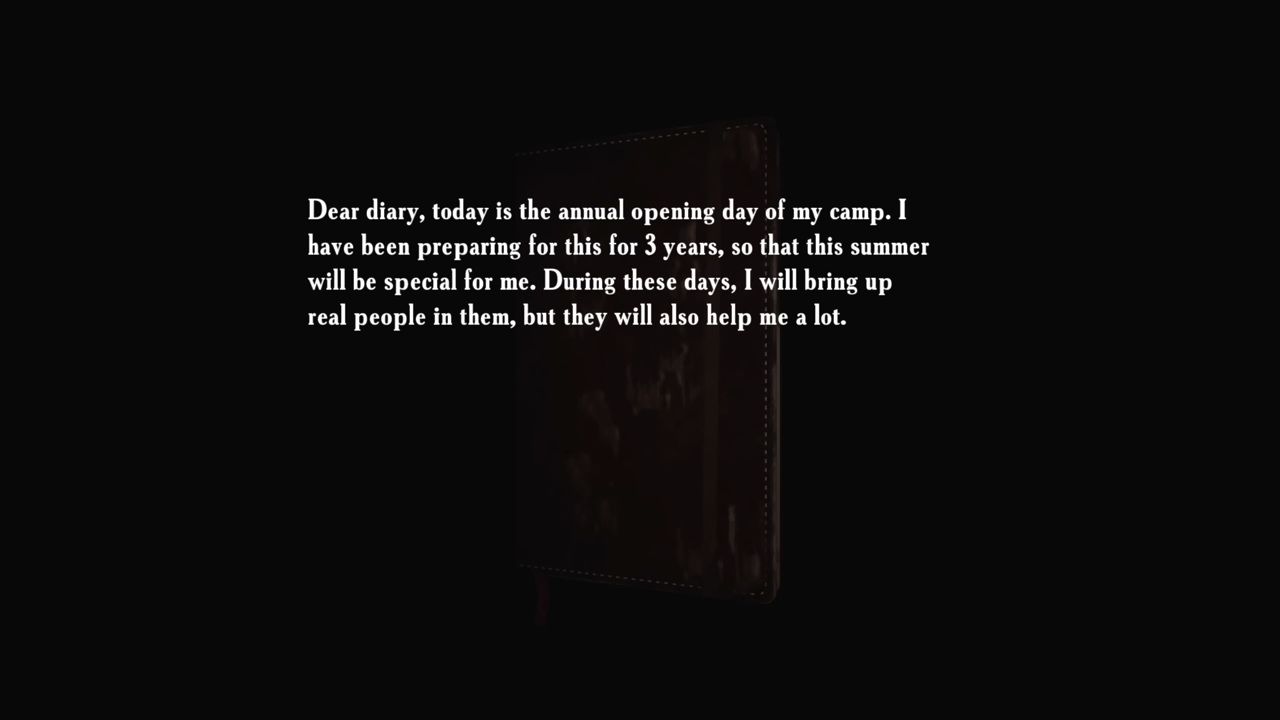 Dear diary, today is the annual opening day of my camp. I
have been preparing for this for 3 years, so that this summer
will be special for me. During these days, I will bring up
real people in them, but they will also help me a lot.